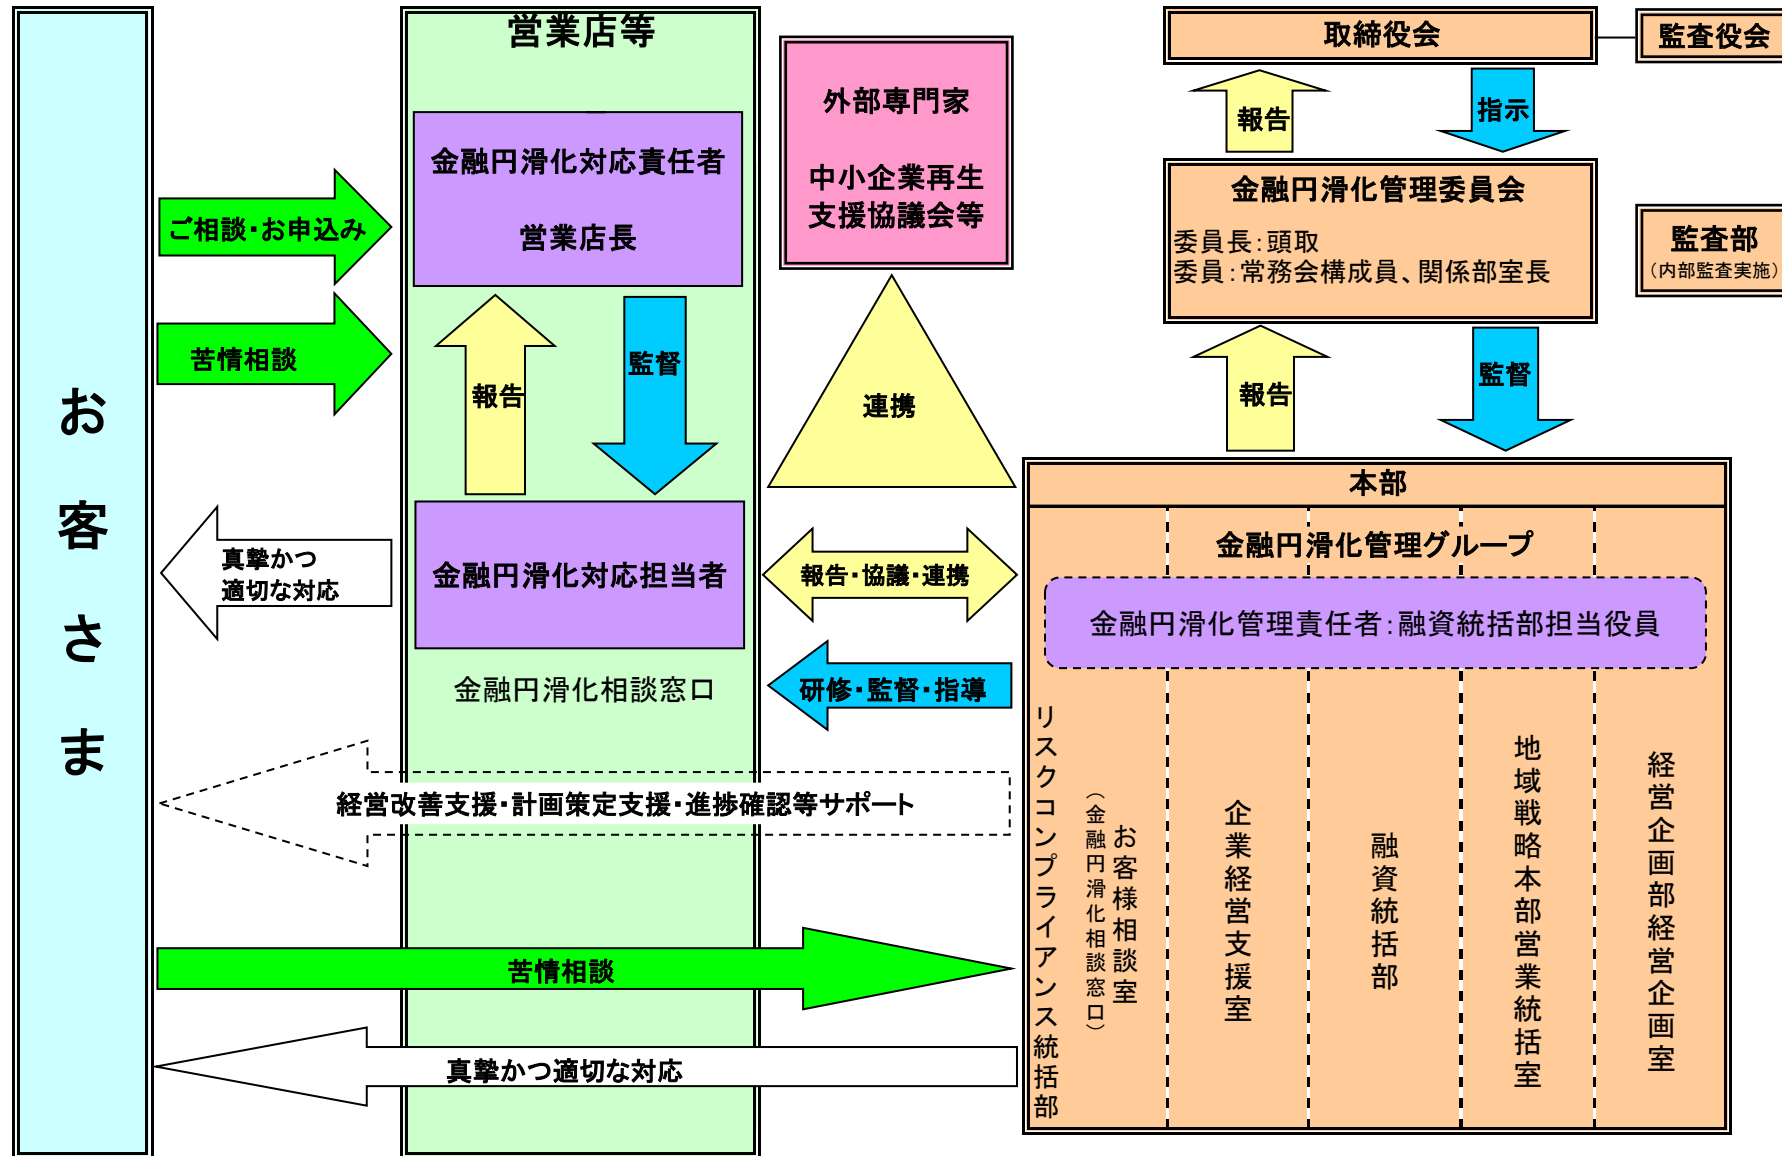 お客さま
営業店等
金融円滑化対応責任者
営業店長
ご相談・お申込み
苦情相談
報告
監督
真摯かつ
適切な対応
金融円滑化対応担当者
金融円滑化相談窓口
外部専門家
中小企業再生
支援協議会等
連携
報告・協議・連携
研修・監督・指導
経営改善支援・計画策定支援・進捗確認等サポート
苦情相談
真摯かつ適切な対応
取締役会
監査役会
報告
指示
金融円滑化管理委員会
委員長:頭取
委員:常務会構成員、関係部室長
監査部
(内部監査実施)
報告
監督
本部
金融円滑化管理グループ
金融円滑化管理責任者:融資統括部担当役員
リスクコンプライアンス統括部
お客様相談室
(金融円滑化相談窓口)
企業経営支援室
融資統括部
地域戦略本部営業統括室
経営企画部経営企画室